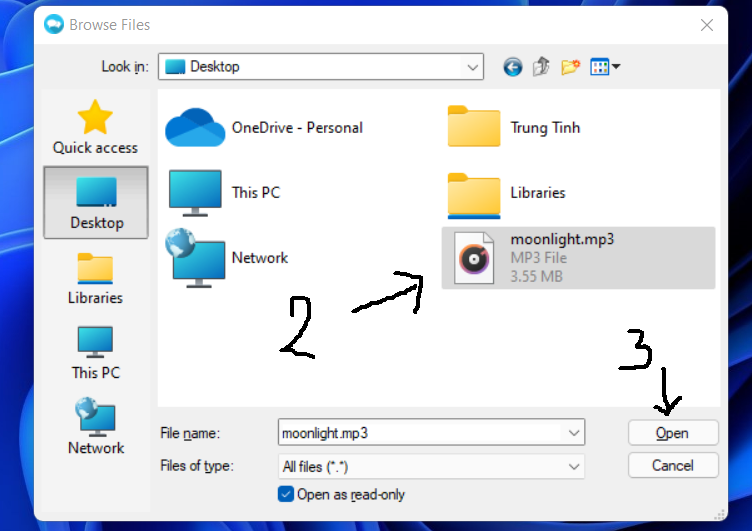 Browse Files
Look in: Desktop
Quick access
Desktop
Libraries
This PC
Network
OneDrive - Personal
Trung Tinh
This PC
Libraries
Network
moonlight.mp3
MP3 File
3.55 MB
2
3
File name: moonlight.mp3 Open
Files of type: All files (*.*) Cancel
Open as read-only